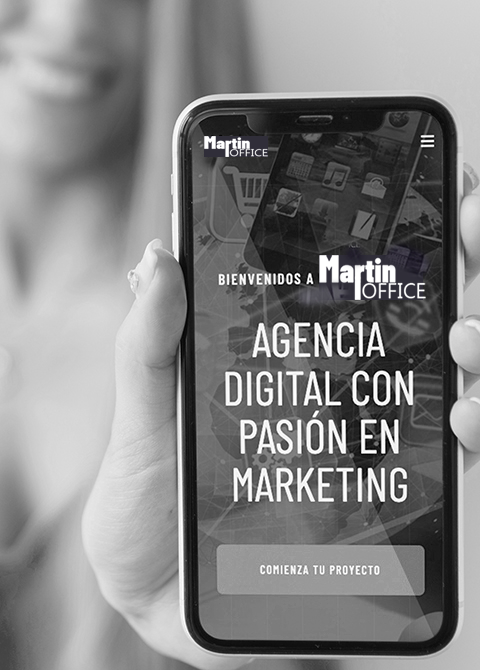 Martin
OFFICE
BIENVENIDOS A Martin
OFFICE
AGENCIA
DIGITAL CON
PASIÓN EN
MARKETING
COMIENZA TU PROYECTO